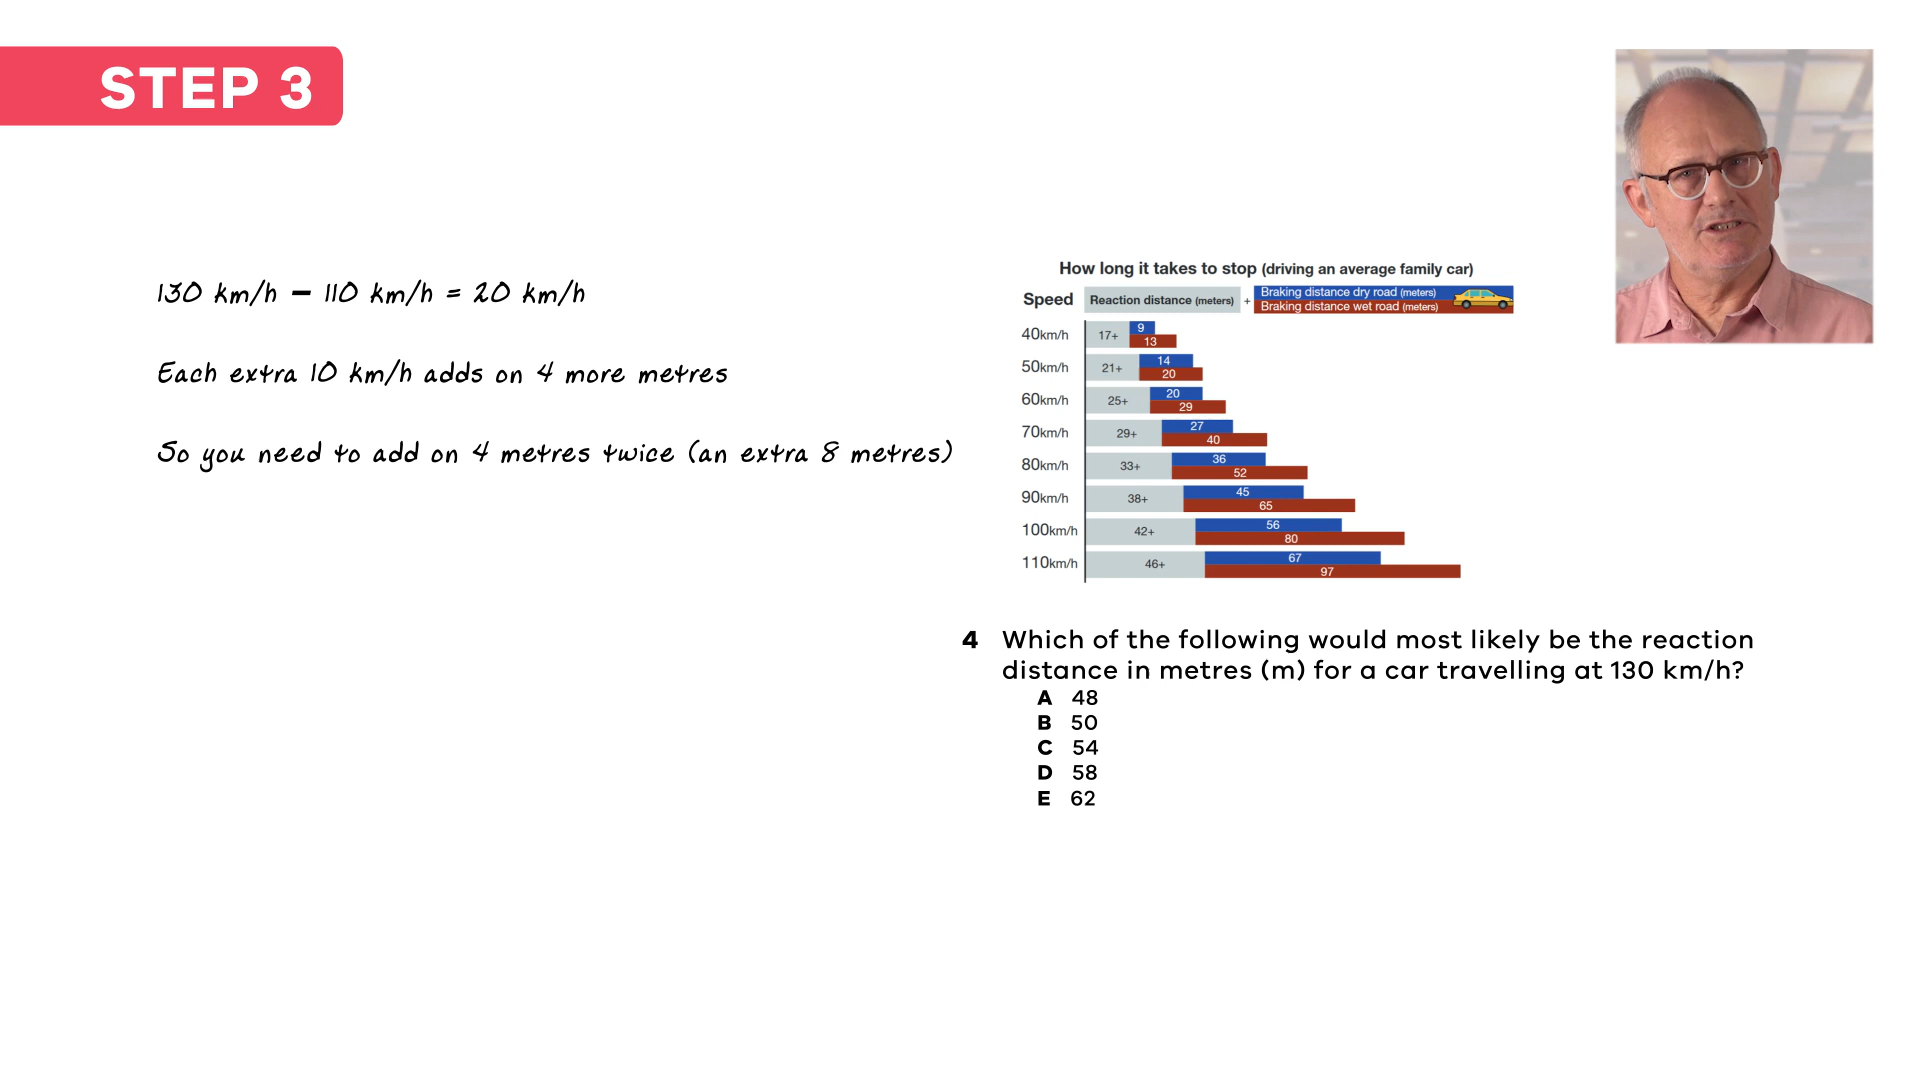 STEP 3
130 km/h – 110 km/h = 20 km/h
Each extra 10 km/h adds on 4 more metres
So you need to add on 4 metres twice (an extra 8 metres)
How long it takes to stop (driving an average family car)
Speed Reaction distance (meters) + Braking distance dry road (meters)
Braking distance wet road (meters)
40km/h 17+ 9
13
50km/h 21+ 14
20
60km/h 25+ 20
29
70km/h 29+ 27
40
80km/h 33+ 36
52
90km/h 38+ 45
65
100km/h 42+ 56
80
110km/h 46+ 67
97
4 Which of the following would most likely be the reaction
distance in metres (m) for a car travelling at 130 km/h?
A 48
B 50
C 54
D 58
E 62